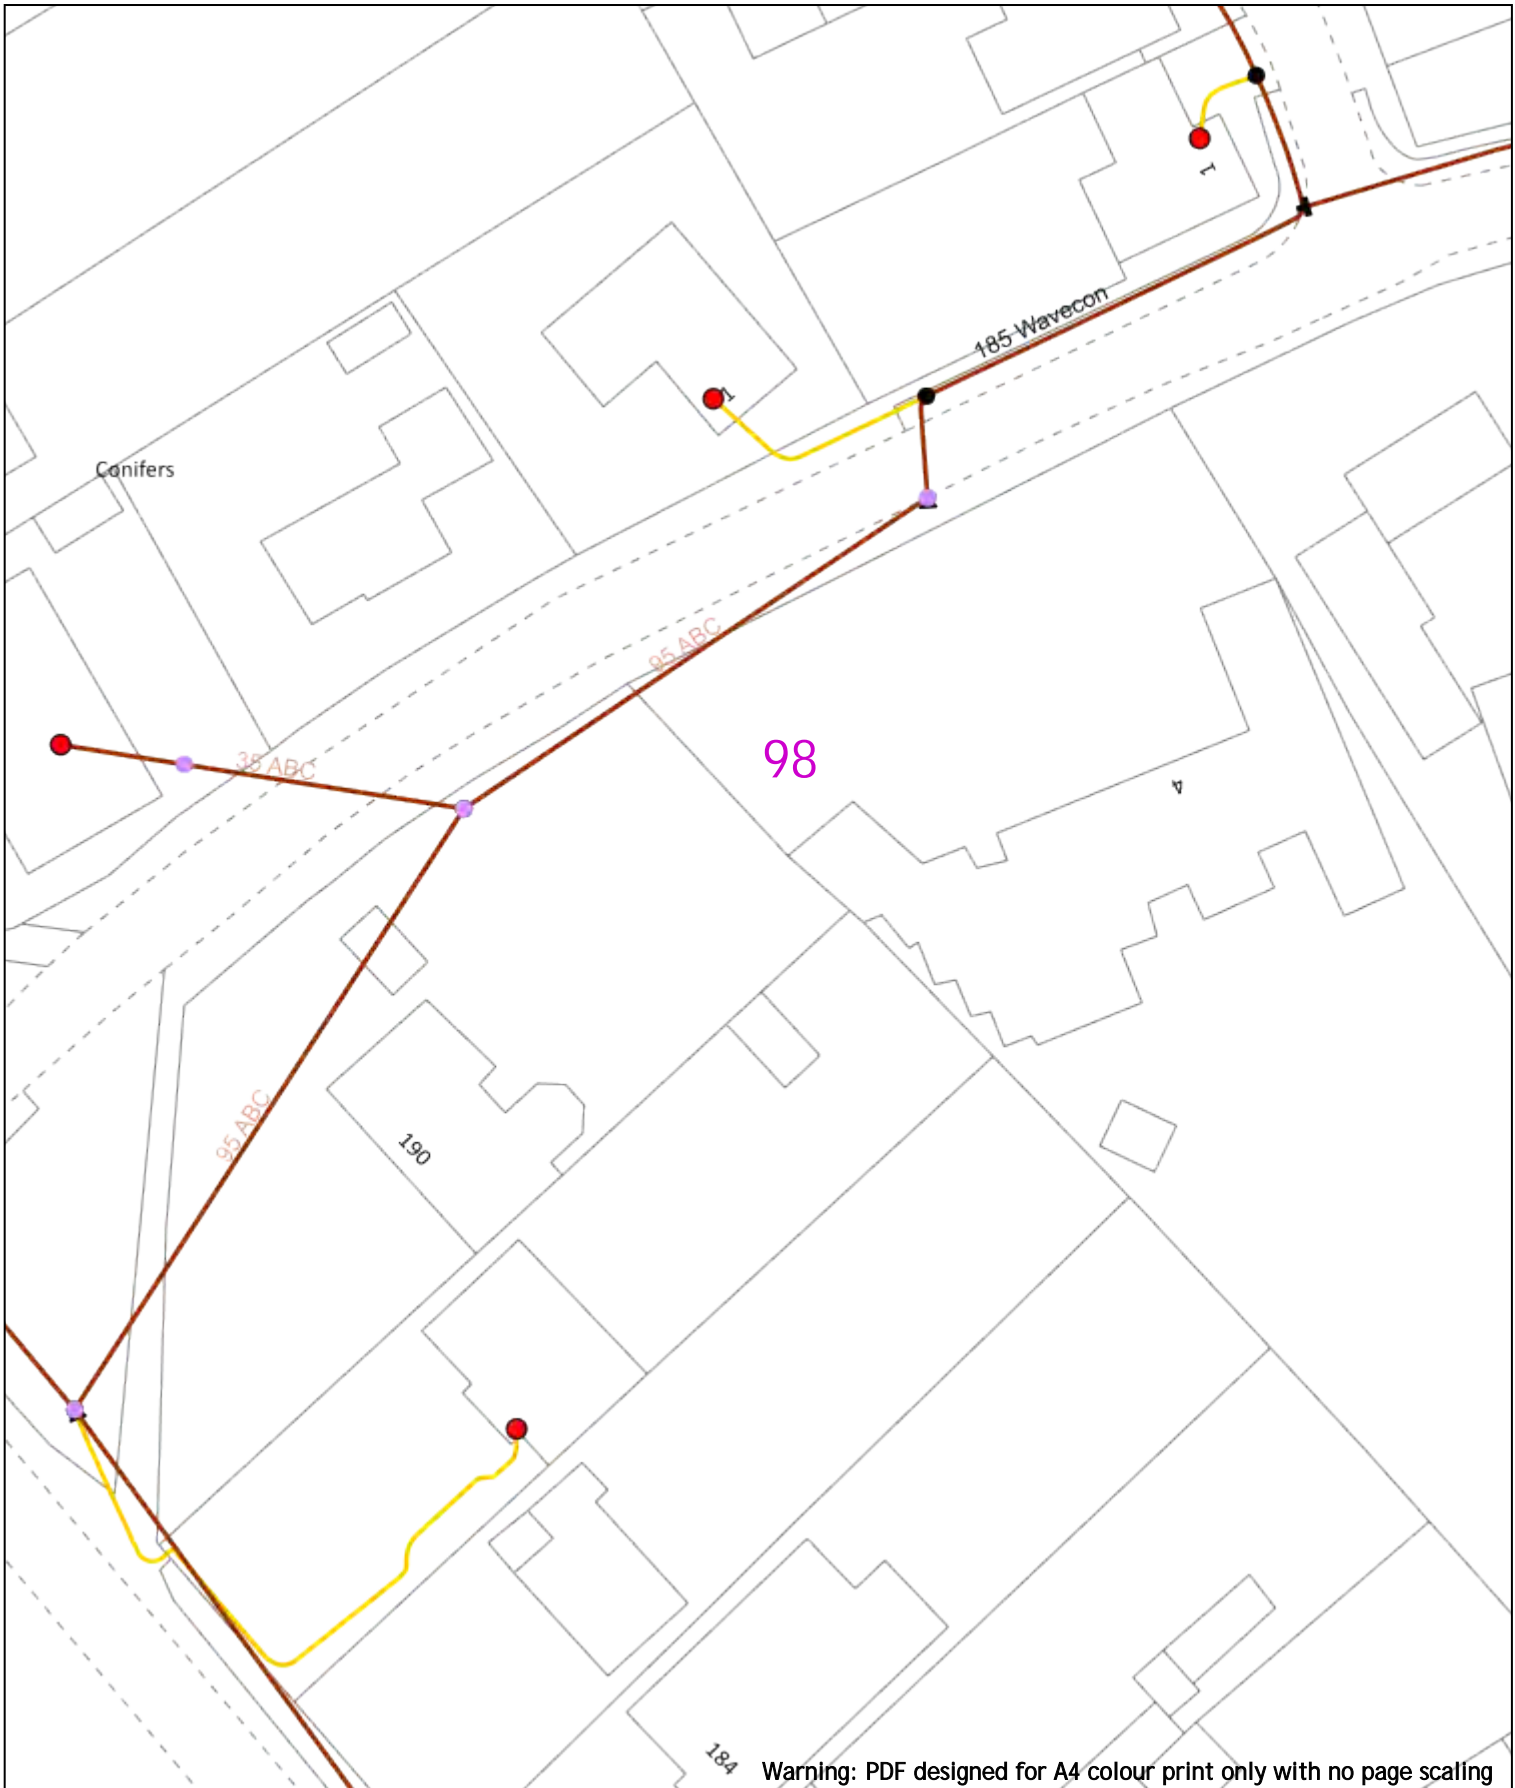 1
185 Wavecon
1
Conifers
95 ABC
98
35 ABC
4
95 ABC
190
184
Warning: PDF designed for A4 colour print only with no page scaling